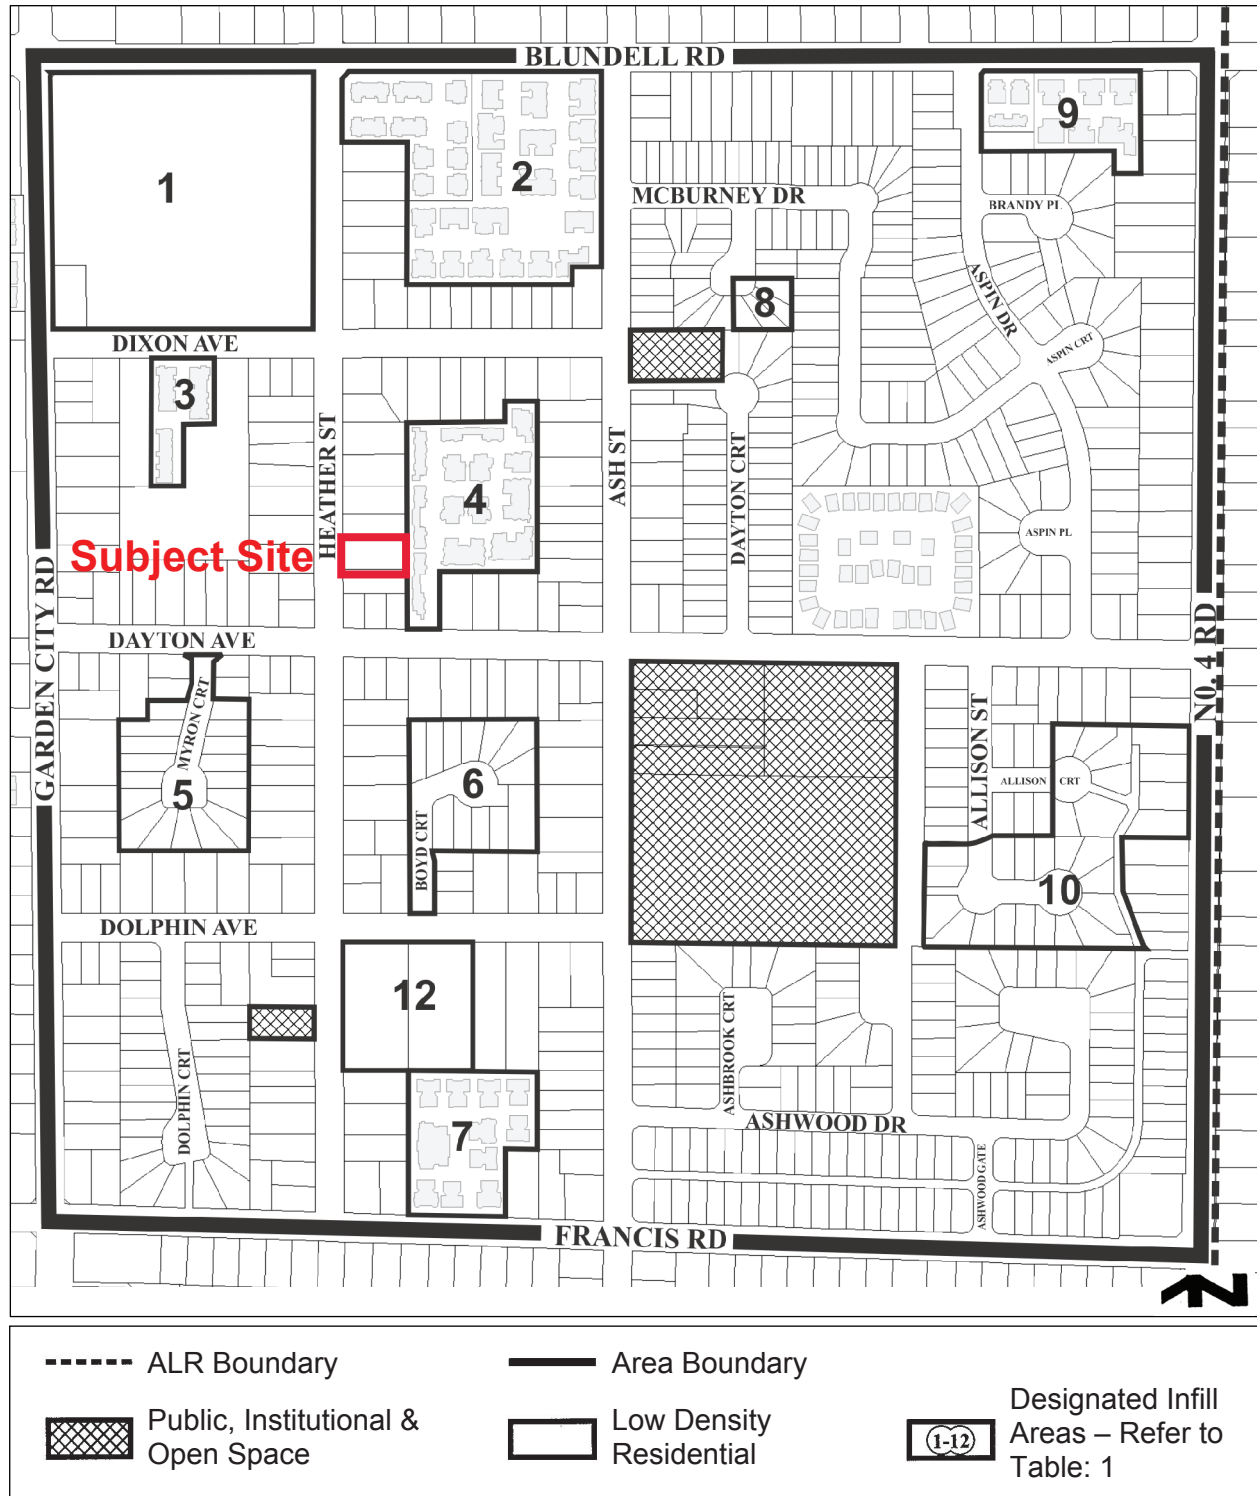 BLUNDELL RD
1
2
9
MCBURNEY DR
BRANDY PL
ASPIN DR
8
DIXON AVE
ASPIN CRT
3
HEATHER ST
ASH ST
4
DAYTON CRT
ASPIN PL
Subject Site
GARDEN CITY RD
DAYTON AVE
N0. 4 RD
MYRON CRT
5
6
BOYD CRT
ALLISON ST
ALLISON CRT
10
DOLPHIN AVE
12
DOLPHIN CRT
ASHBROOK CRT
7
ASHWOOD DR
ASHWOOD GATE
FRANCIS RD
N
ALR Boundary
Area Boundary
Public, Institutional &
Open Space
Low Density
Residential
1-12
Designated Infill
Areas – Refer to
Table: 1